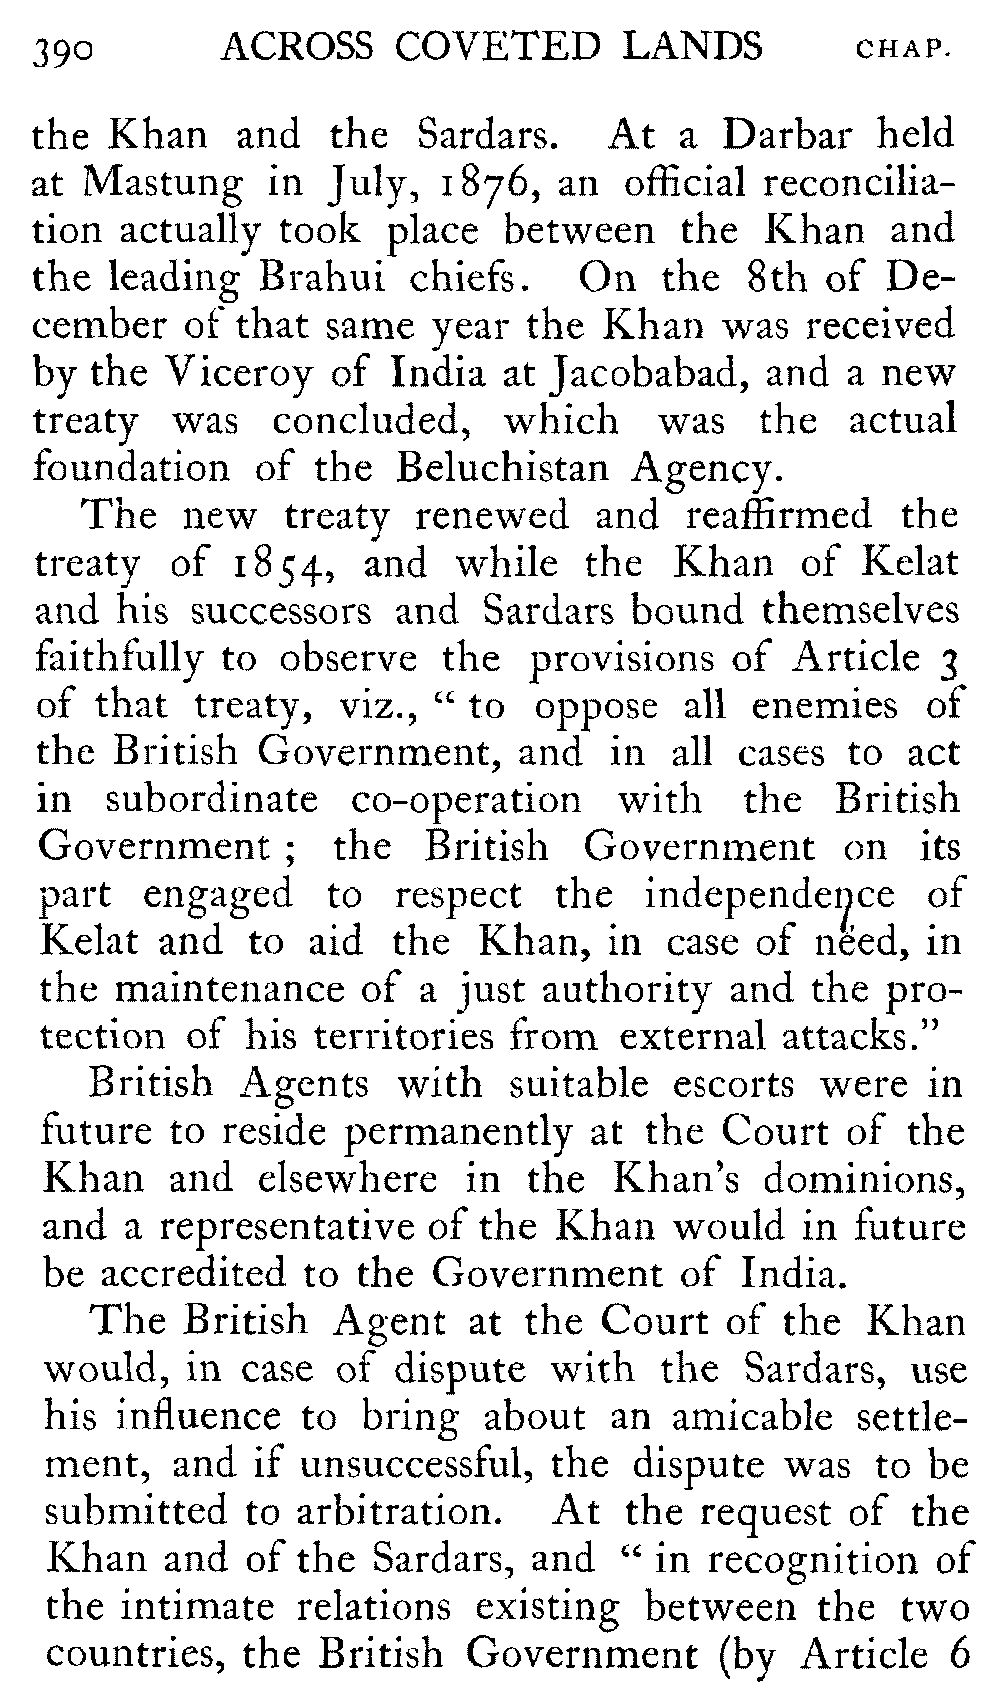 390 ACROSS COVETED LANDS CHAP.
the Khan and the Sardars. At a Darbar held
at Mastung in July, 1876, an official reconcilia-
tion actually took place between the Khan and
the leading Brahui chiefs. On the 8th of De-
cember of that same year the Khan was received
by the Viceroy of India at Jacobabad, and a new
treaty was concluded, which was the actual
foundation of the Beluchistan Agency.
The new treaty renewed and reaffirmed the
treaty of 1854, and while the Khan of Kelat
and his successors and Sardars bound themselves
faithfully to observe the provisions of Article 3
of that treaty, viz., “ to oppose all enemies of
the British Government, and in all cases to act
in subordinate co-operation with the British
Government ; the British Government on its
part engaged to respect the independence of
Kelat and to aid the Khan, in case of need, in
the maintenance of a just authority and the pro-
tection of his territories from external attacks.”
British Agents with suitable escorts were in
future to reside permanently at the Court of the
Khan and elsewhere in the Khan's dominions,
and a representative of the Khan would in future
be accredited to the Government of India.
The British Agent at the Court of the Khan
would, in case of dispute with the Sardars, use
his influence to bring about an amicable settle-
ment, and if unsuccessful, the dispute was to be
submitted to arbitration. At the request of the
Khan and of the Sardars, and “ in recognition of
the intimate relations existing between the two
countries, the British Government (by Article 6